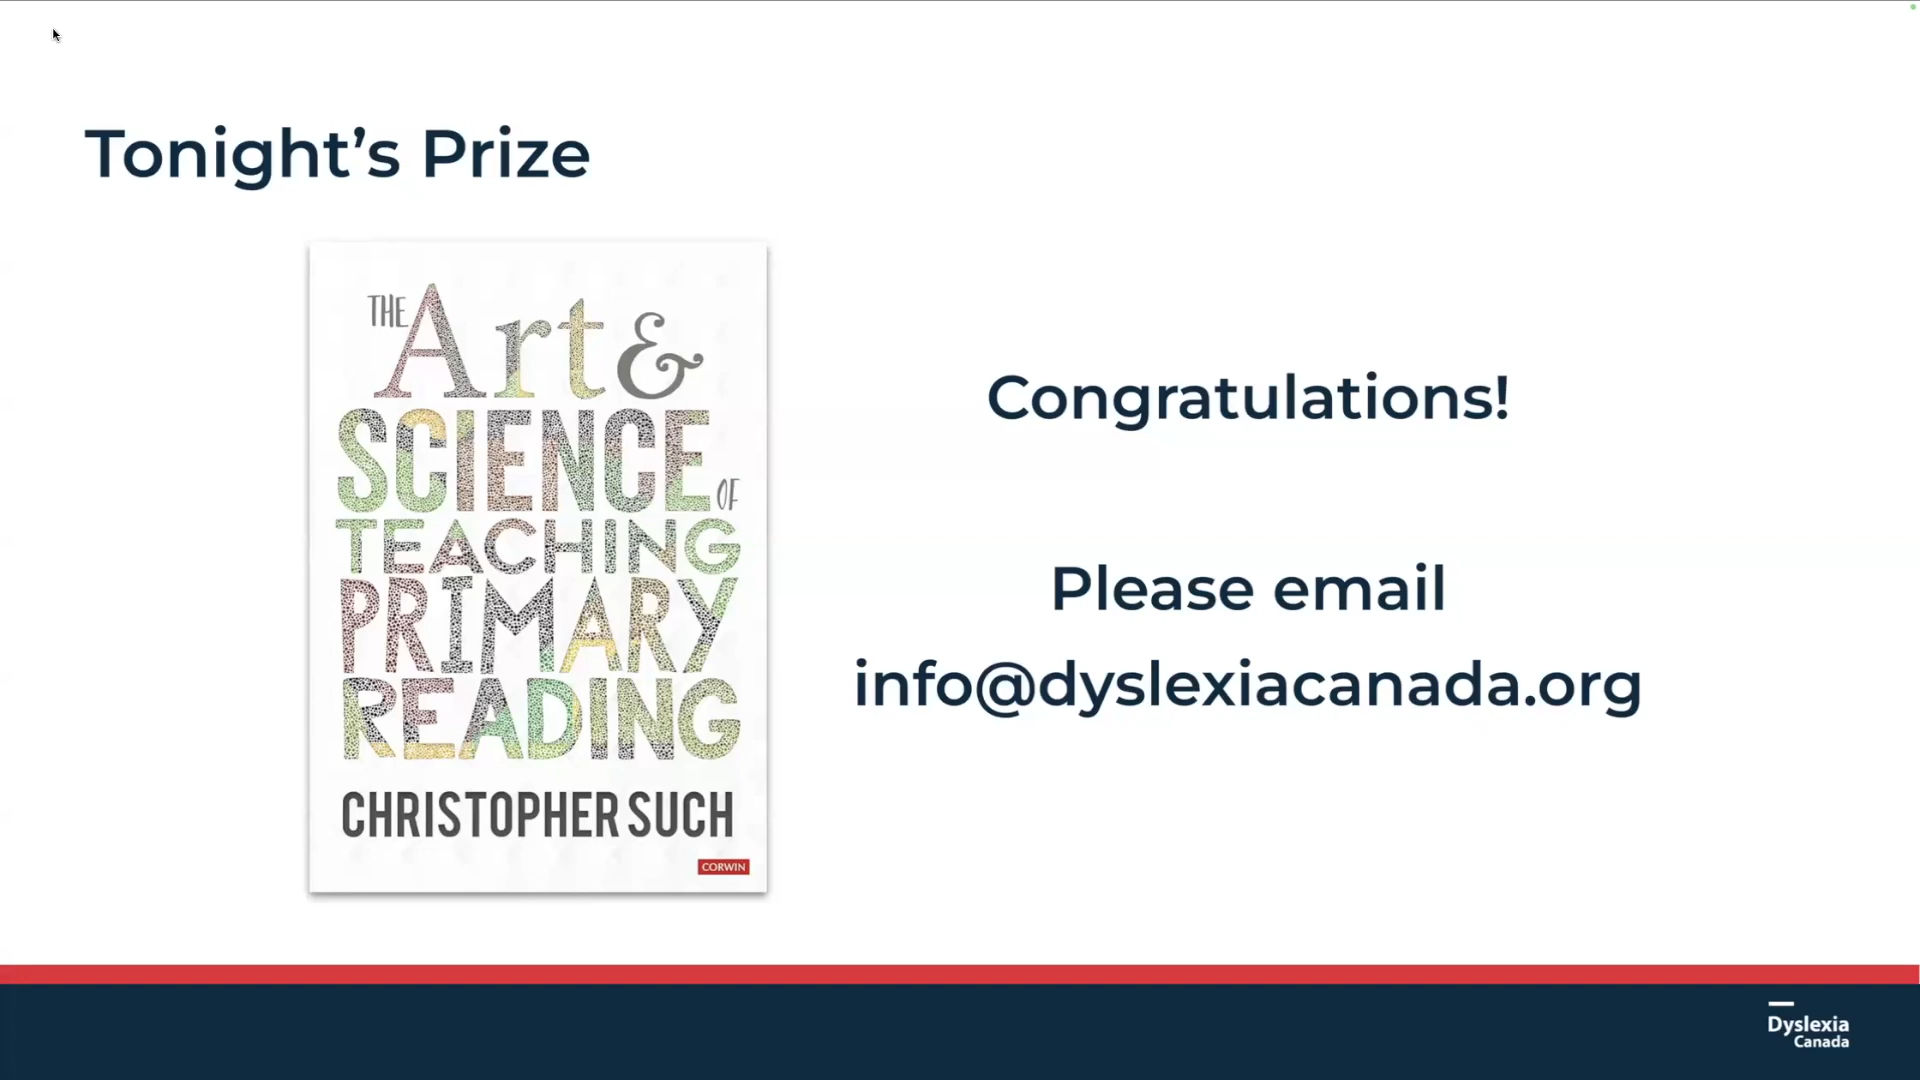 Tonight’s Prize
THE Art &
SCIENCE OF
TEACHING
PRIMARY
READING
CHRISTOPHER SUCH
CORWIN
Congratulations!
Please email
info@dyslexiacanada.org
Dyslexia
Canada